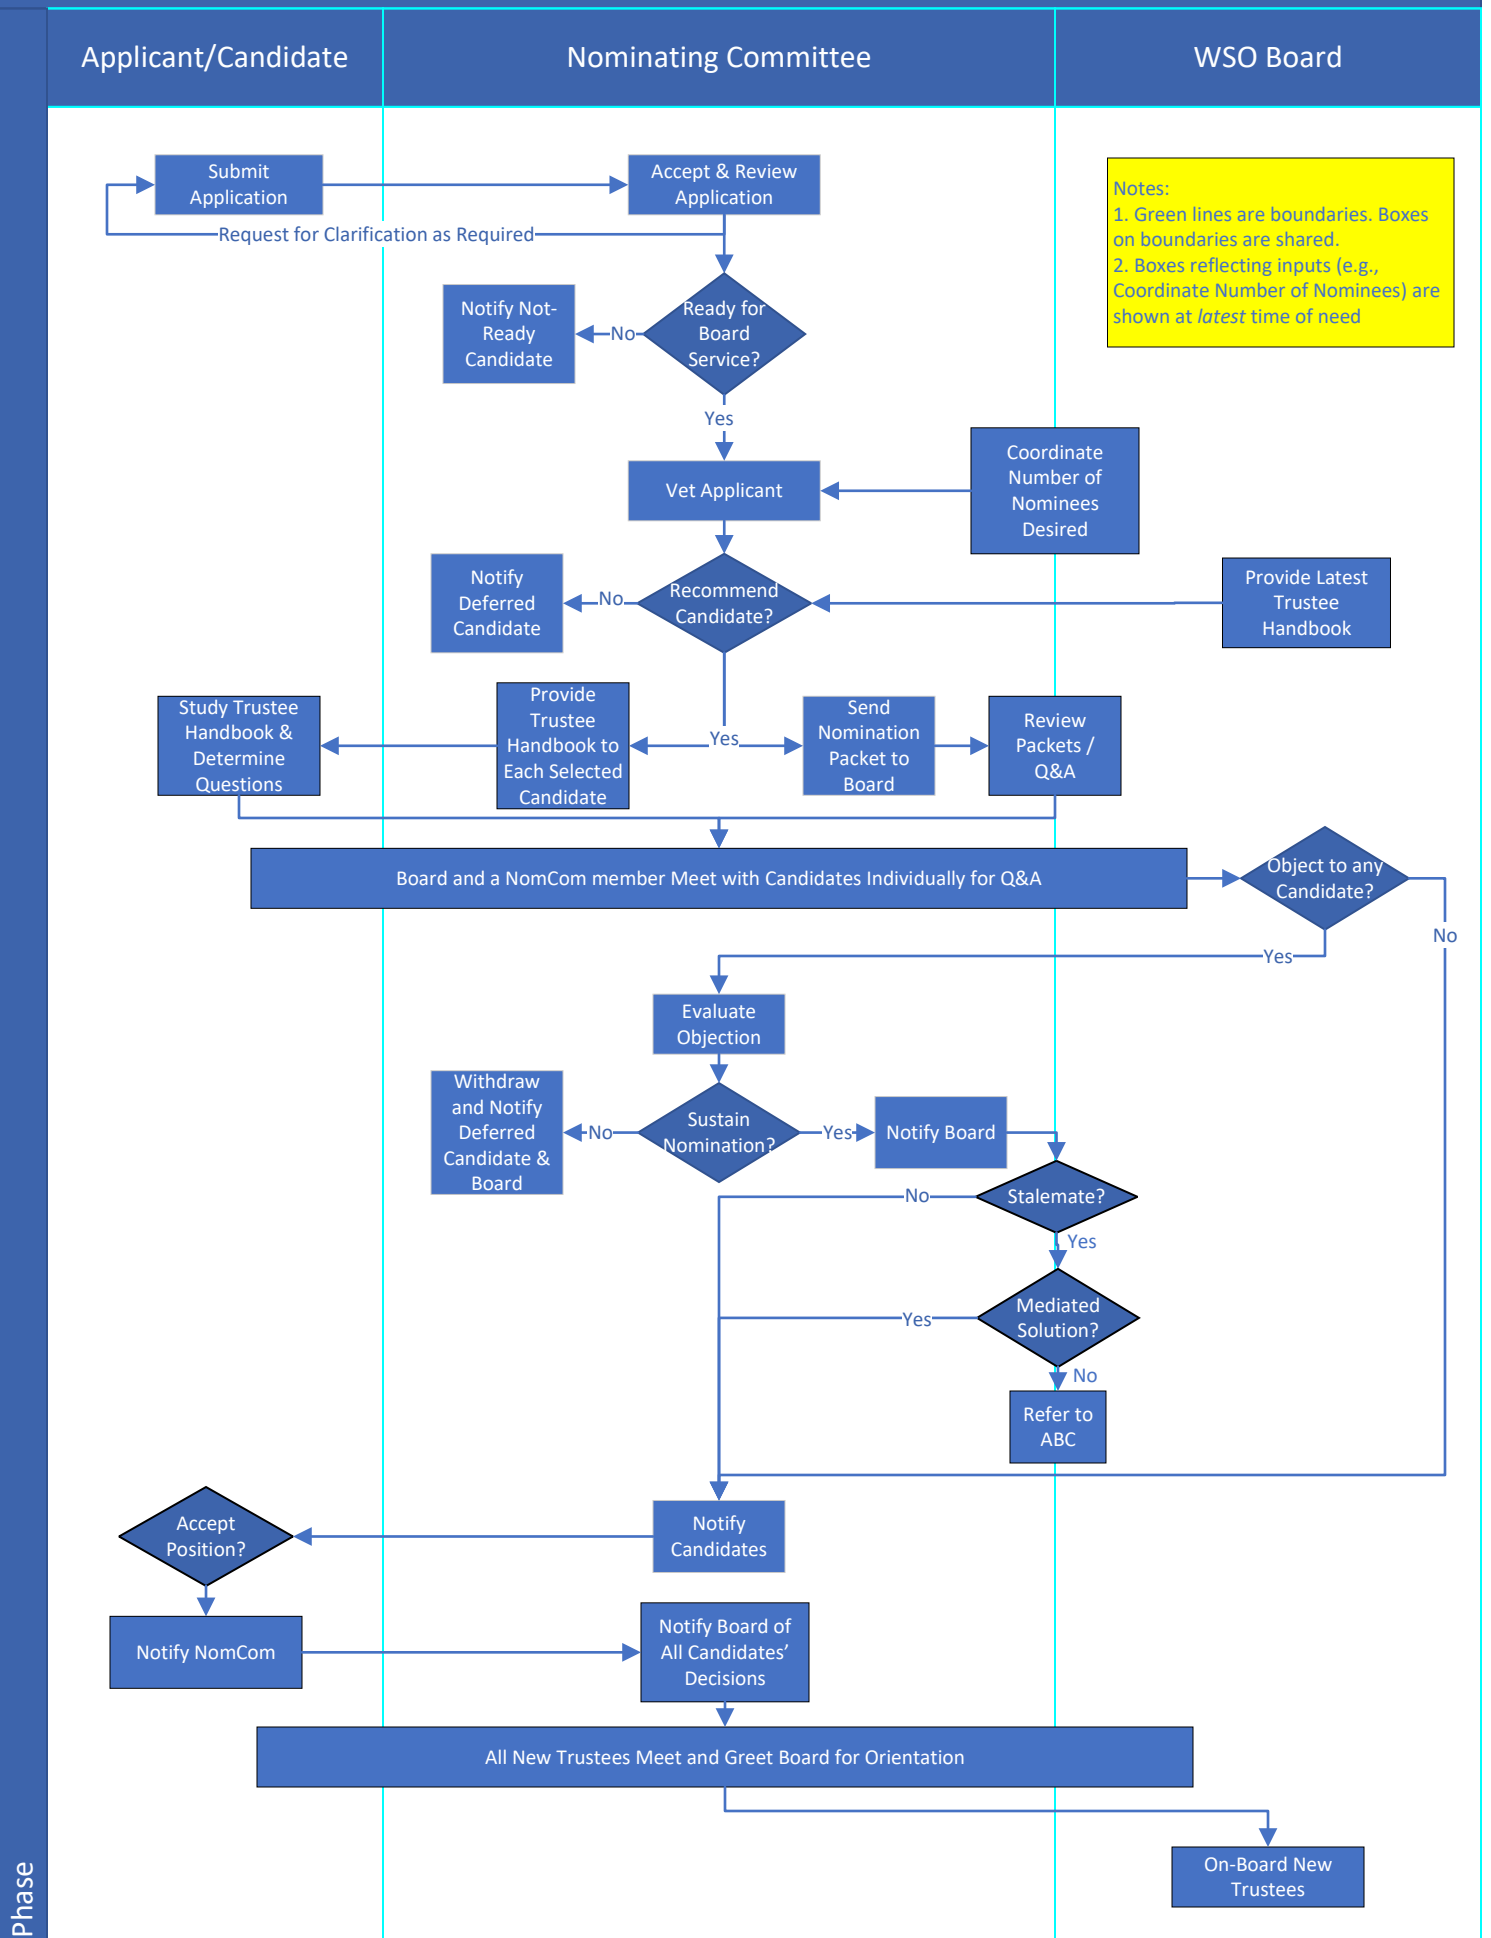 Applicant/Candidate
Nominating Committee
WSO Board
Submit
Application
Accept & Review
Application
Notes:
1. Green lines are boundaries. Boxes
on boundaries are shared.
2. Boxes reflecting inputs (e.g.,
Coordinate Number of Nominees) are
shown at latest time of need
Request for Clarification as Required
Notify Not-
Ready
Candidate
No
Ready for
Board
Service?
Yes
Vet Applicant
Coordinate
Number of
Nominees
Desired
Notify
Deferred
Candidate
No
Recommend
Candidate?
Provide Latest
Trustee
Handbook
Study Trustee
Handbook &
Determine
Questions
Provide
Trustee
Handbook to
Each Selected
Candidate
Yes
Send
Nomination
Packet to
Board
Review
Packets /
Q&A
Board and a NomCom member Meet with Candidates Individually for Q&A
Object to any
Candidate?
No
Yes
Evaluate
Objection
Withdraw
and Notify
Deferred
Candidate &
Board
No
Sustain
Nomination?
Yes
Notify Board
No
Stalemate?
Yes
Yes
Mediated
Solution?
No
Refer to
ABC
Accept
Position?
Notify
Candidates
Notify NomCom
Notify Board of
All Candidates’
Decisions
All New Trustees Meet and Greet Board for Orientation
On-Board New
Trustees
Phase